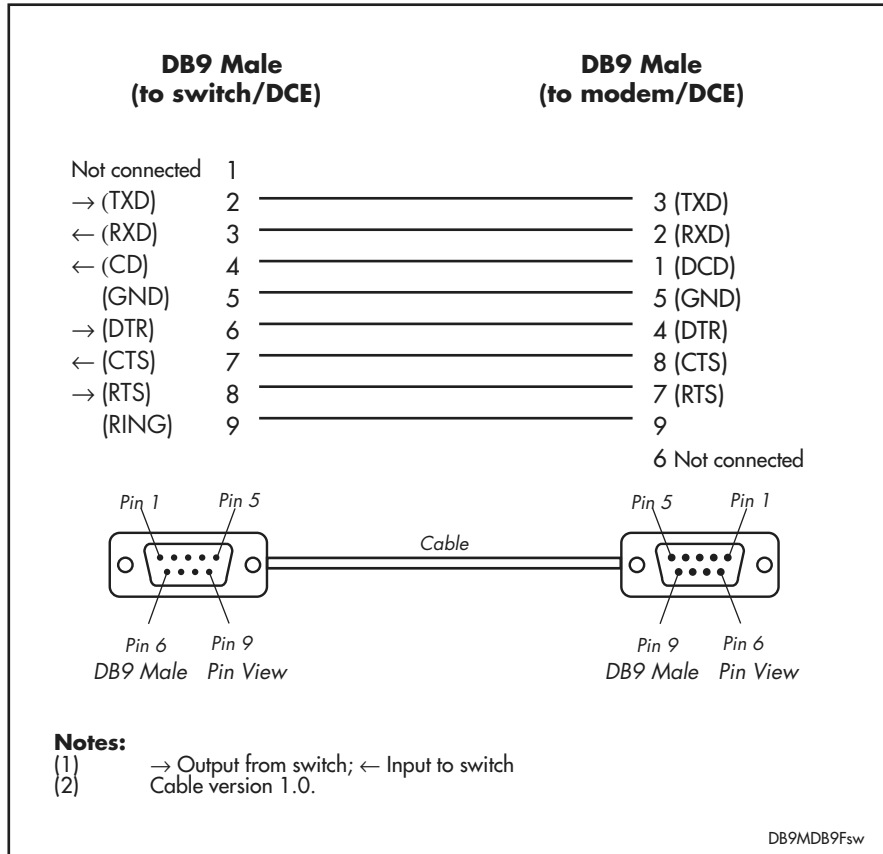 DB9 Male DB9 Male
(to switch/DCE) (to modem/DCE)
Not connected 1
→ (TXD) 2 3 (TXD)
← (RXD) 3 2 (RXD)
← (CD) 4 1 (DCD)
(GND) 5 5 (GND)
→ (DTR) 6 4 (DTR)
← (CTS) 7 8 (CTS)
→ (RTS) 8 7 (RTS)
(RING) 9 9
6 Not connected
Pin 1 Pin 5 Pin 5 Pin 1
Cable
Pin 6 Pin 9 Pin 9 Pin 6
DB9 Male Pin View DB9 Male Pin View
Notes:
(1) → Output from switch; ← Input to switch
(2) Cable version 1.0.
DB9MDB9Fsw